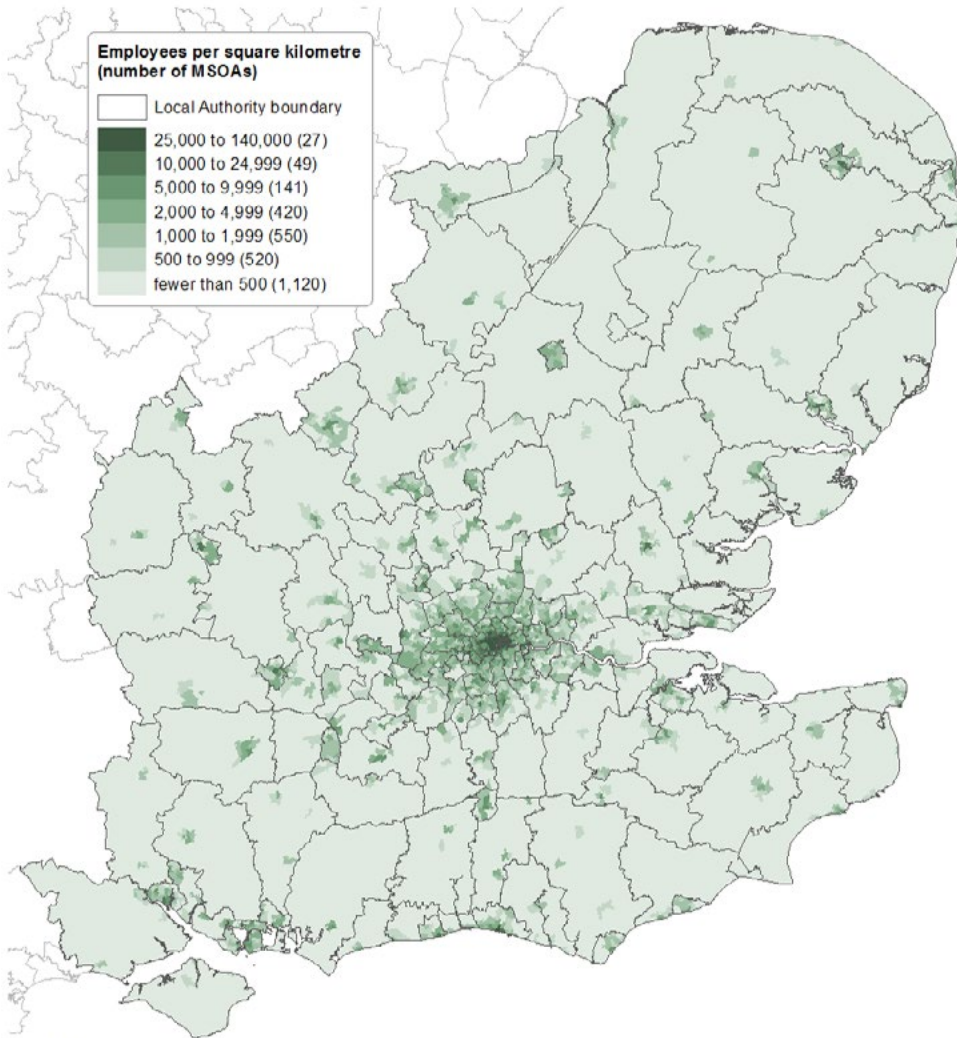 Employees per square kilometre
(number of MSOAs)
Local Authority boundary
25,000 to 140,000 (27)
10,000 to 24,999 (49)
5,000 to 9,999 (141)
2,000 to 4,999 (420)
1,000 to 1,999 (550)
500 to 999 (520)
fewer than 500 (1,120)